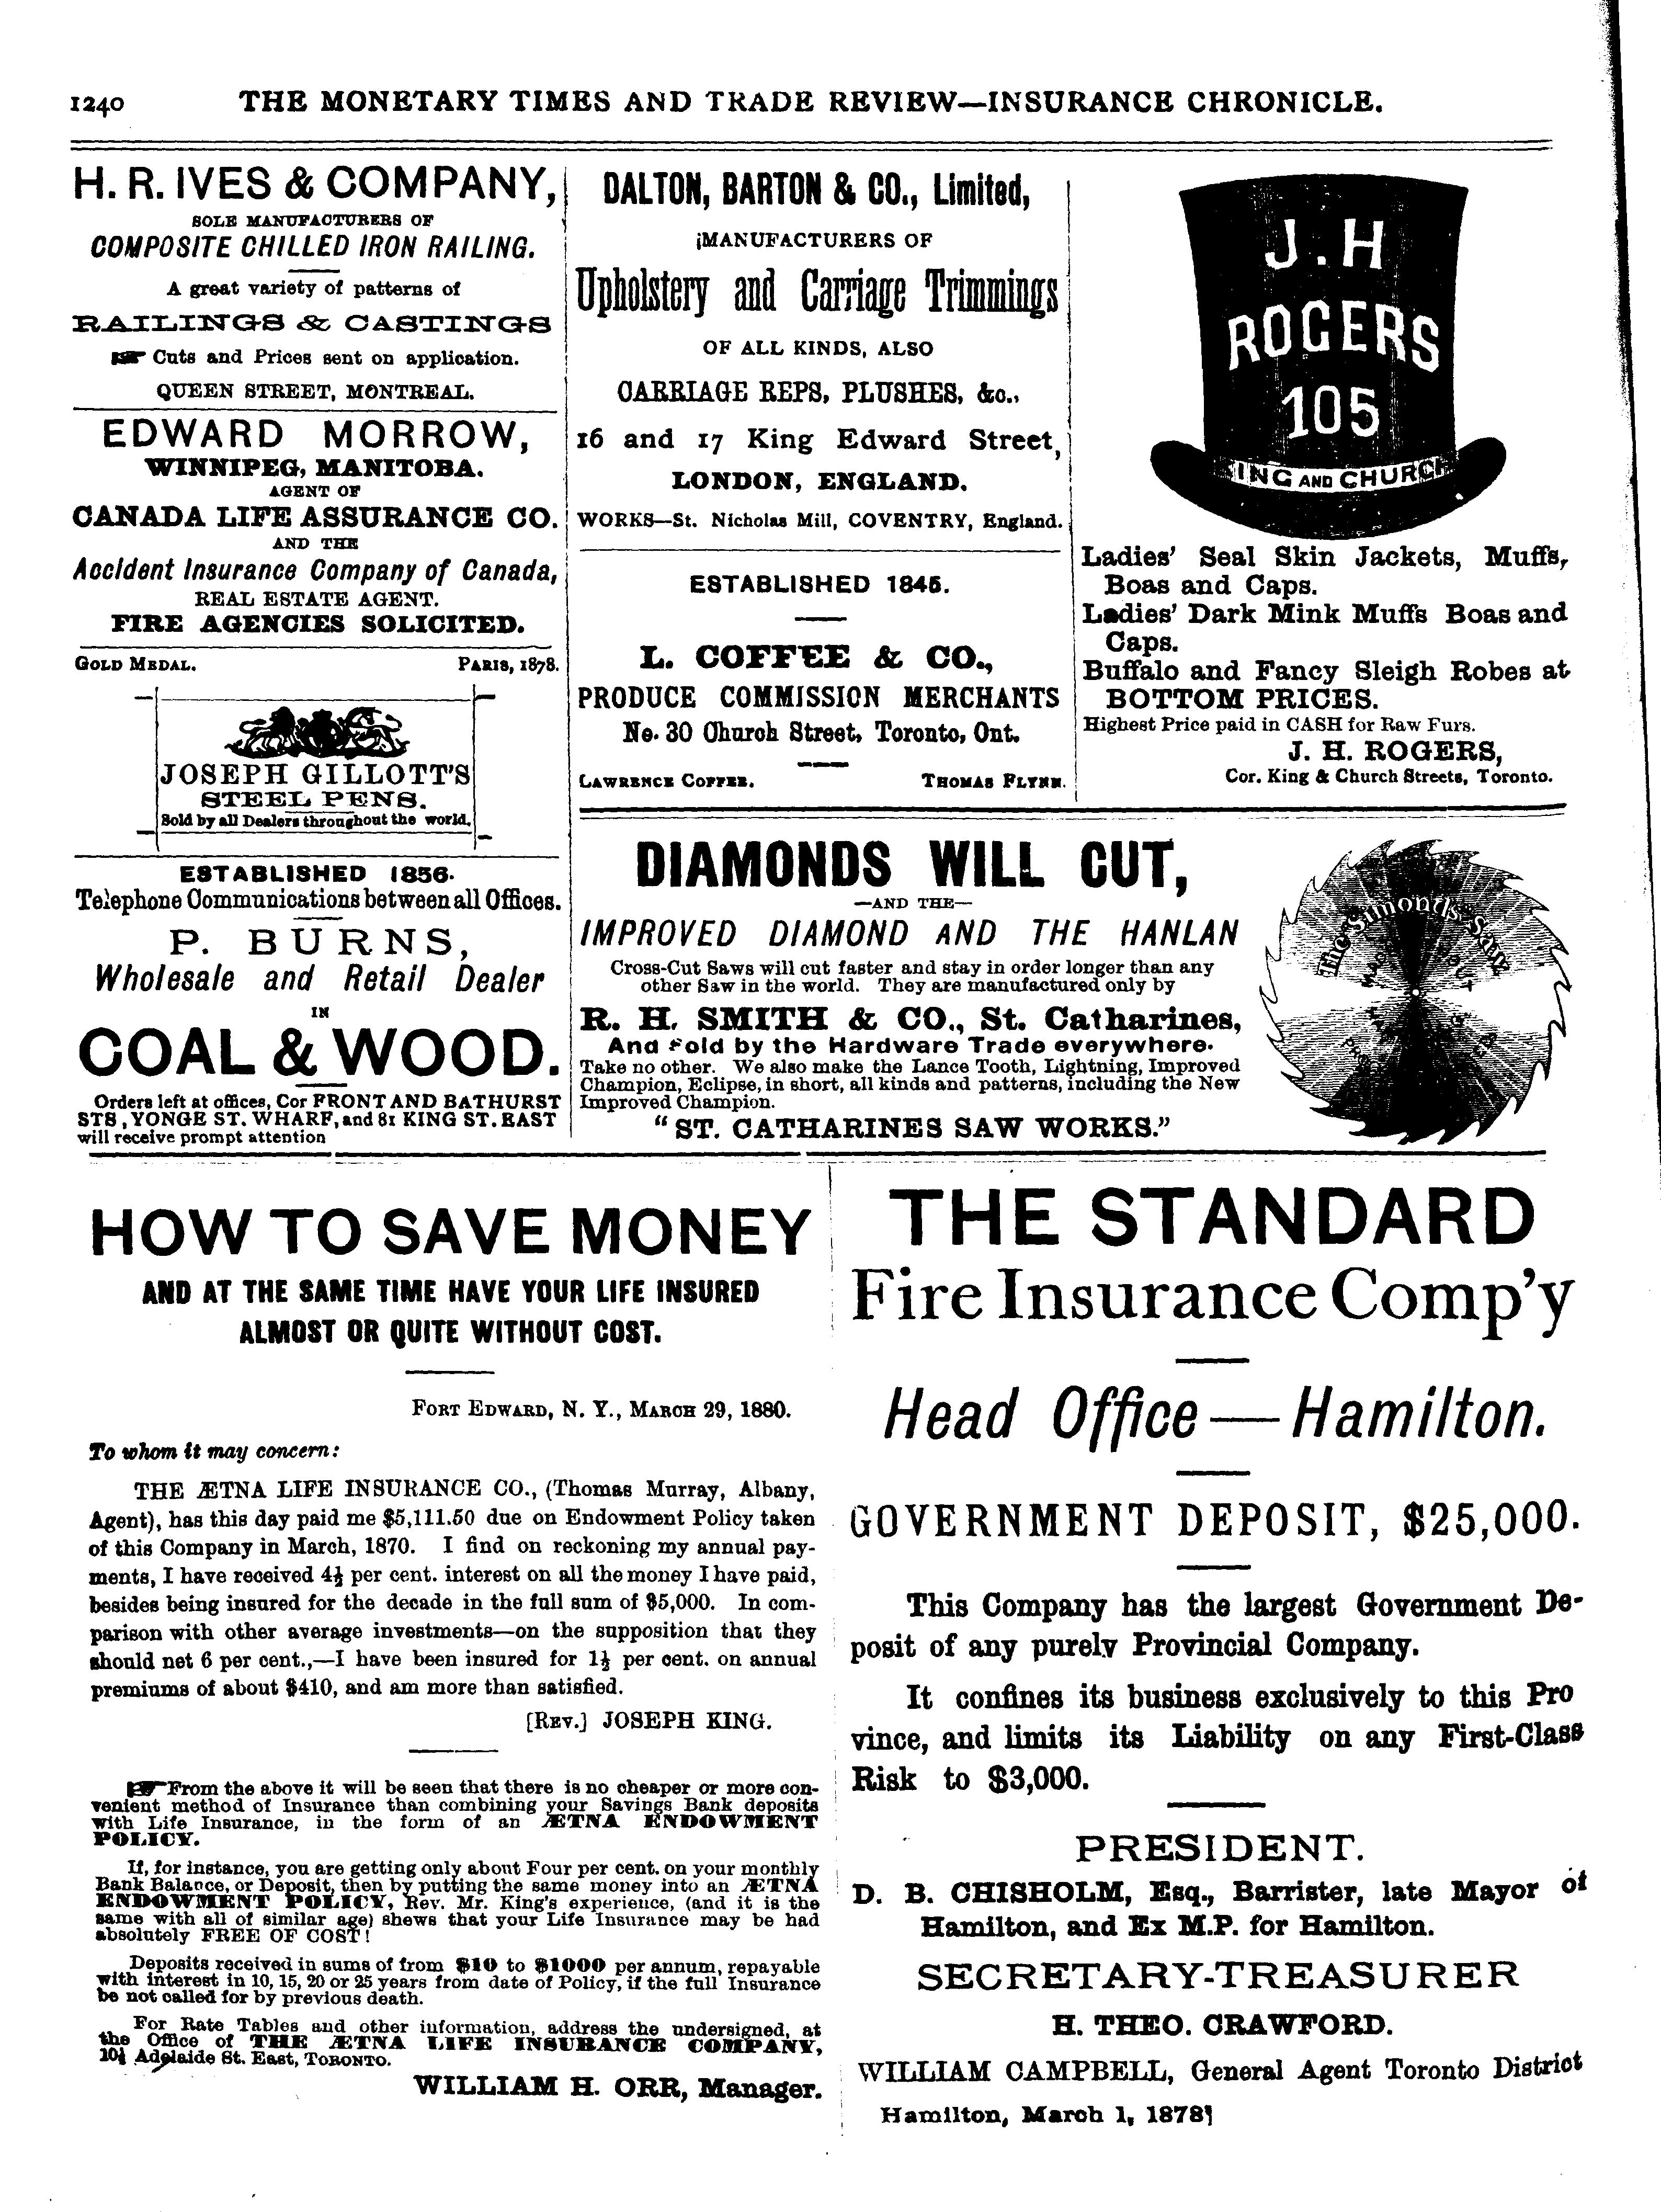 1240 THE MONETARY TIMES AND TRADE REVIEW—INSURANCE CHRONICLE.
H. R. IVES & COMPANY,
SOLE MANUFACTURERS OF
COMPOSITE CHILLED IRON RAILING.
A great variety of patterns of
RAILINGS & CASTINGS
☞ Cuts and Prices sent on application.
QUEEN STREET, MONTREAL.
EDWARD MORROW,
WINNIPEG, MANITOBA.
AGENT OF
CANADA LIFE ASSURANCE CO.
AND THE
Accident Insurance Company of Canada,
REAL ESTATE AGENT.
FIRE AGENCIES SOLICITED.
GOLD MEDAL. PARIS, 1878.
JOSEPH GILLOTT'S
STEEL PENS.
Sold by all Dealers throughout the world.
ESTABLISHED 1856.
Telephone Communications between all Offices.
P. BURNS,
Wholesale and Retail Dealer
IN
COAL & WOOD.
Orders left at offices, Cor FRONT AND BATHURST
STS, YONGE ST. WHARF, and 81 KING ST. EAST
will receive prompt attention
DALTON, BARTON & CO., Limited,
MANUFACTURERS OF
Upholstery and Carriage Trimmings
OF ALL KINDS, ALSO
CARRIAGE REPS, PLUSHES, &c.,
16 and 17 King Edward Street,
LONDON, ENGLAND.
WORKS—St. Nicholas Mill, COVENTRY, England.
ESTABLISHED 1845.
L. COFFEE & CO.,
PRODUCE COMMISSION MERCHANTS
No. 30 Church Street, Toronto, Ont.
LAWRENCE COFFEE. THOMAS FLYNN.
J. H
ROGERS
105
KING AND CHURCH
Ladies' Seal Skin Jackets, Muffs,
Boas and Caps.
Ladies' Dark Mink Muffs Boas and
Caps.
Buffalo and Fancy Sleigh Robes at
BOTTOM PRICES.
Highest Price paid in CASH for Raw Furs.
J. H. ROGERS,
Cor. King & Church Streets, Toronto.
DIAMONDS WILL CUT,
—AND THE—
IMPROVED DIAMOND AND THE HANLAN
Cross-Cut Saws will cut faster and stay in order longer than any
other Saw in the world. They are manufactured only by
R. H. SMITH & CO., St. Catharines,
And Sold by the Hardware Trade everywhere.
Take no other. We also make the Lance Tooth, Lightning, Improved
Champion, Eclipse, in short, all kinds and patterns, including the New
Improved Champion.
"ST. CATHARINES SAW WORKS."
The Simonds Saw
HOW TO SAVE MONEY
AND AT THE SAME TIME HAVE YOUR LIFE INSURED
ALMOST OR QUITE WITHOUT COST.
FORT EDWARD, N. Y., MARCH 29, 1880.
To whom it may concern:
THE ÆTNA LIFE INSURANCE CO., (Thomas Murray, Albany,
Agent), has this day paid me $5,111.50 due on Endowment Policy taken
of this Company in March, 1870. I find on reckoning my annual pay-
ments, I have received 4½ per cent. interest on all the money I have paid,
besides being insured for the decade in the full sum of $5,000. In com-
parison with other average investments—on the supposition that they
should net 6 per cent.,—I have been insured for 1½ per cent. on annual
premiums of about $410, and am more than satisfied.
[REV.] JOSEPH KING.
☞ From the above it will be seen that there is no cheaper or more con-
venient method of Insurance than combining your Savings Bank deposits
with Life Insurance, in the form of an ÆTNA ENDOWMENT
POLICY.
If, for instance, you are getting only about Four per cent. on your monthly
Bank Balance, or Deposit, then by putting the same money into an ÆTNA
ENDOWMENT POLICY, Rev. Mr. King's experience, (and it is the
same with all of similar age) shews that your Life Insurance may be had
absolutely FREE OF COST!
Deposits received in sums of from $10 to $1000 per annum, repayable
with interest in 10, 15, 20 or 25 years from date of Policy, if the full Insurance
be not called for by previous death.
For Rate Tables and other information, address the undersigned, at
the Office of THE ÆTNA LIFE INSURANCE COMPANY,
10½ Adelaide St. East, TORONTO.
WILLIAM H. ORR, Manager.
THE STANDARD
Fire Insurance Comp'y
Head Office—Hamilton.
GOVERNMENT DEPOSIT, $25,000.
This Company has the largest Government De-
posit of any purely Provincial Company.
It confines its business exclusively to this Pro
vince, and limits its Liability on any First-Class
Risk to $3,000.
PRESIDENT.
D. B. CHISHOLM, Esq., Barrister, late Mayor of
Hamilton, and Ex M.P. for Hamilton.
SECRETARY-TREASURER
H. THEO. CRAWFORD.
WILLIAM CAMPBELL, General Agent Toronto District
Hamilton, March 1, 1878